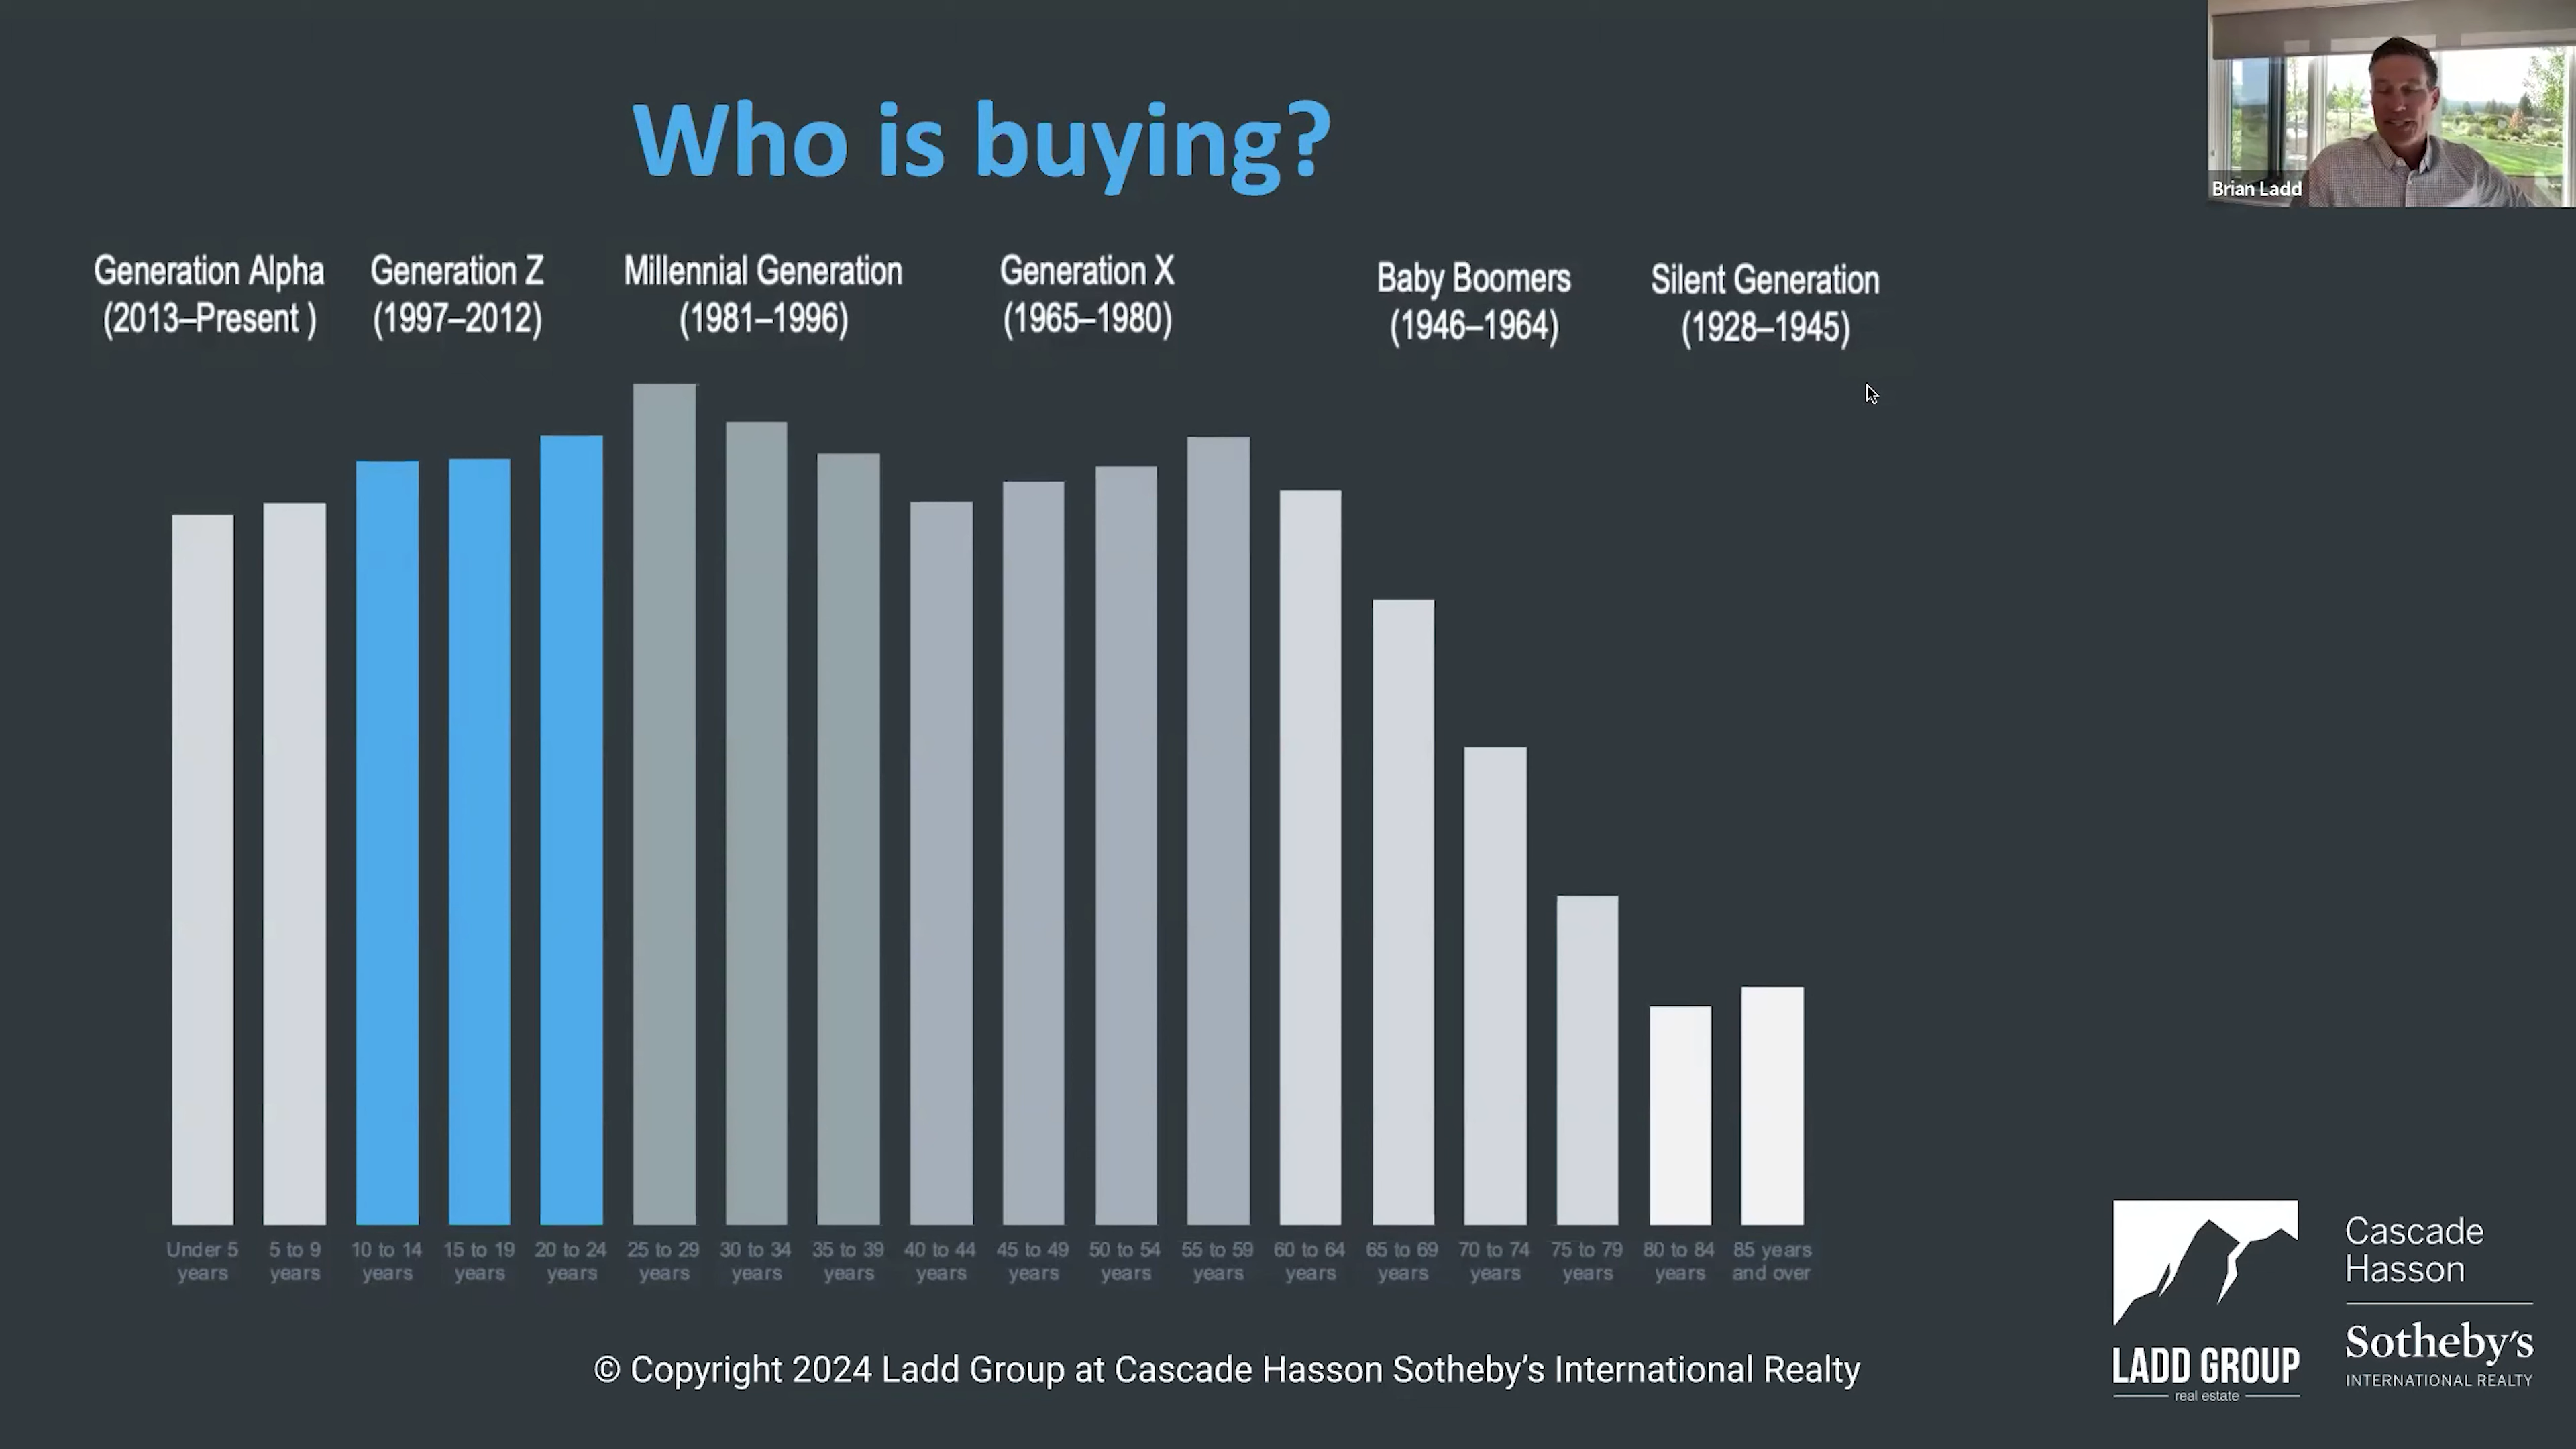 Who is buying?
Brian Ladd
Generation Alpha
(2013–Present )
Generation Z
(1997–2012)
Millennial Generation
(1981–1996)
Generation X
(1965–1980)
Baby Boomers
(1946–1964)
Silent Generation
(1928–1945)
Under 5
years
5 to 9
years
10 to 14
years
15 to 19
years
20 to 24
years
25 to 29
years
30 to 34
years
35 to 39
years
40 to 44
years
45 to 49
years
50 to 54
years
55 to 59
years
60 to 64
years
65 to 69
years
70 to 74
years
75 to 79
years
80 to 84
years
85 years
and over
© Copyright 2024 Ladd Group at Cascade Hasson Sotheby’s International Realty
LADD GROUP
real estate
Cascade
Hasson
Sotheby's
INTERNATIONAL REALTY